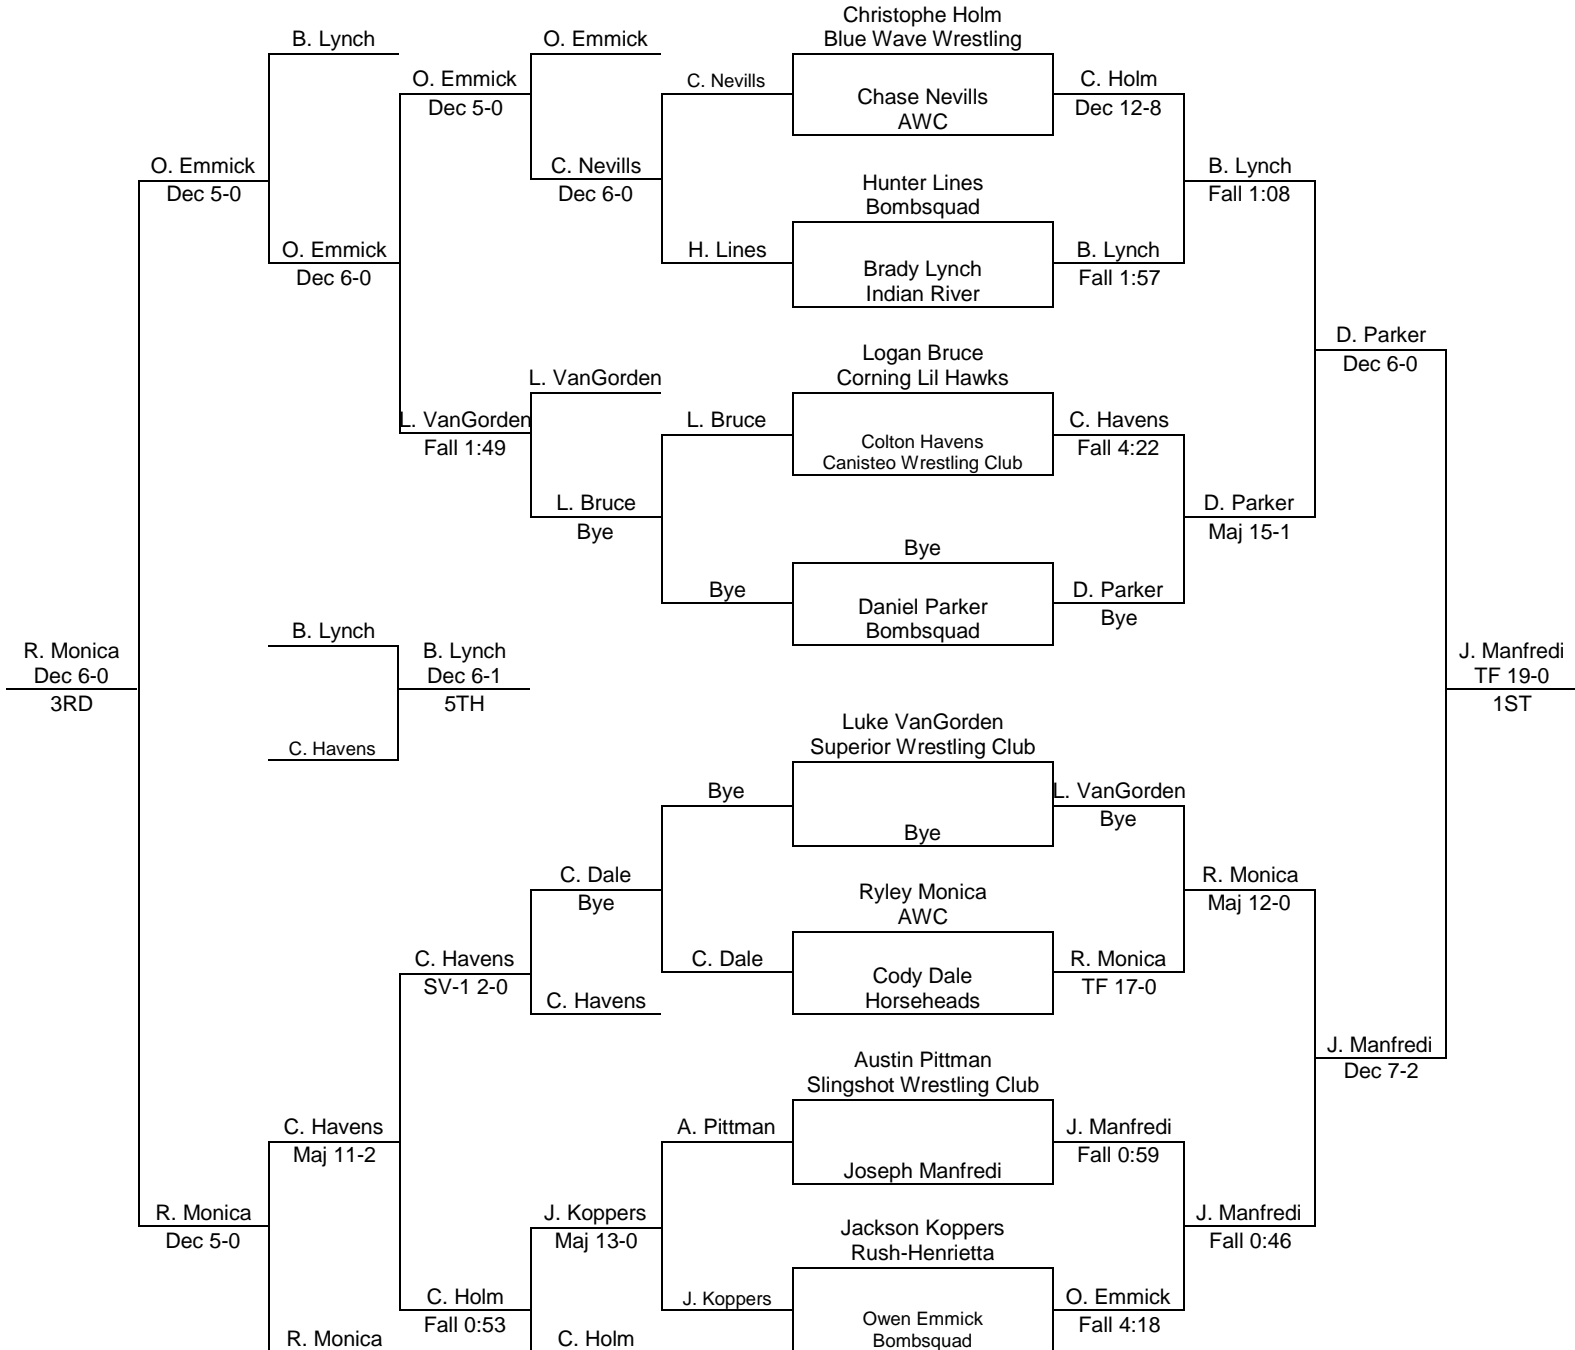 Christophe Holm
Blue Wave Wrestling
B. Lynch
O. Emmick
O. Emmick
Dec 5-0
C. Nevills
Chase Nevills
AWC
C. Holm
Dec 12-8
O. Emmick
Dec 5-0
C. Nevills
Dec 6-0
Hunter Lines
Bombsquad
B. Lynch
Fall 1:08
O. Emmick
Dec 6-0
H. Lines
Brady Lynch
Indian River
B. Lynch
Fall 1:57
D. Parker
Dec 6-0
Logan Bruce
Corning Lil Hawks
L. VanGorden
L. VanGorden
Fall 1:49
L. Bruce
Colton Havens
Canisteo Wrestling Club
C. Havens
Fall 4:22
L. Bruce
Bye
D. Parker
Maj 15-1
Bye
Bye
Daniel Parker
Bombsquad
D. Parker
Bye
B. Lynch
R. Monica
Dec 6-0
3RD
B. Lynch
Dec 6-1
5TH
J. Manfredi
TF 19-0
1ST
C. Havens
Luke VanGorden
Superior Wrestling Club
Bye
Bye
L. VanGorden
Bye
C. Dale
Bye
Ryley Monica
AWC
R. Monica
Maj 12-0
C. Havens
SV-1 2-0
C. Dale
Cody Dale
Horseheads
R. Monica
TF 17-0
C. Havens
J. Manfredi
Dec 7-2
Austin Pittman
Slingshot Wrestling Club
C. Havens
Maj 11-2
A. Pittman
Joseph Manfredi
J. Manfredi
Fall 0:59
R. Monica
Dec 5-0
J. Koppers
Maj 13-0
Jackson Koppers
Rush-Henrietta
J. Manfredi
Fall 0:46
C. Holm
Fall 0:53
J. Koppers
Owen Emmick
Bombsquad
O. Emmick
Fall 4:18
R. Monica
C. Holm